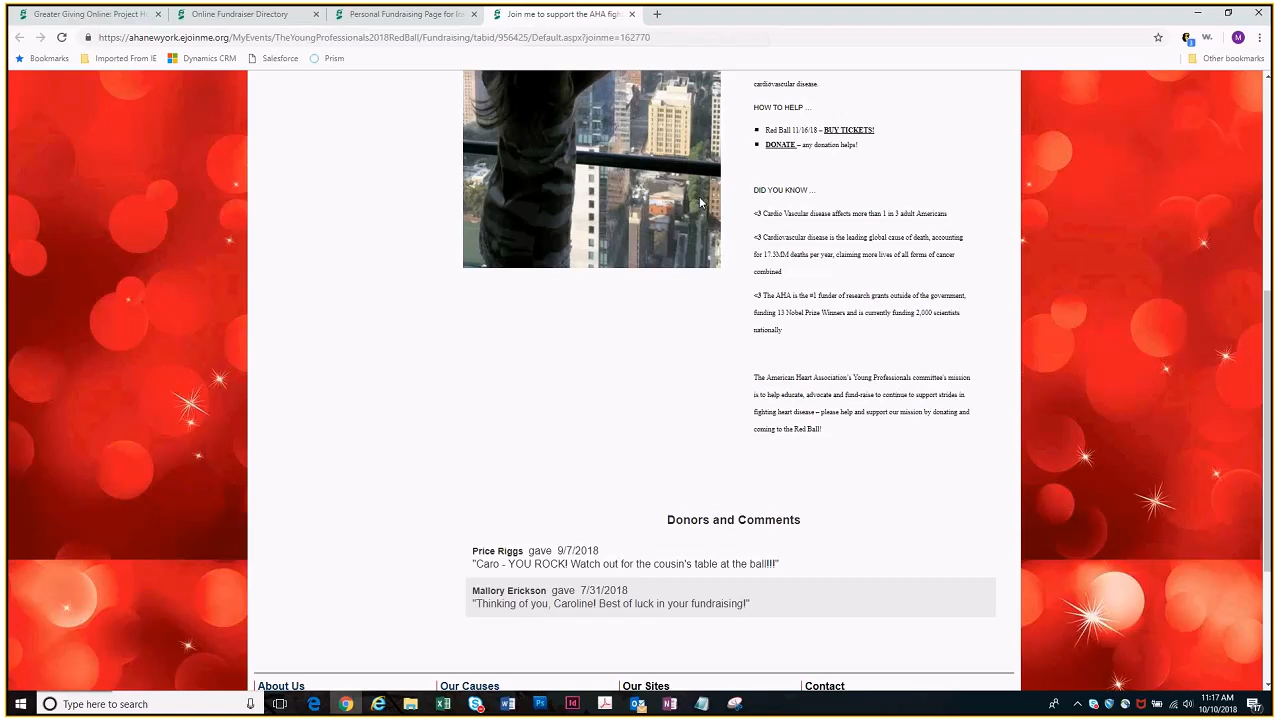 Greater Giving Online: Project Ho
Online Fundraiser Directory
Personal Fundraising Page for
Join me to support the AHA figh
https://ahanewyork.ejoinme.org/MyEvents/TheYoungProfessionals2018RedBall/Fundraising/tabid/956425/Default.aspx?joinme=162770
Bookmarks
Imported From IE
Dynamics CRM
Salesforce
Prism
Other bookmarks
cardiovascular disease.
HOW TO HELP ...
Red Ball 11/16/18 – BUY TICKETS!
DONATE – any donation helps!
DID YOU KNOW ...
<3 Cardio Vascular disease affects more than 1 in 3 adult Americans
<3 Cardiovascular disease is the leading global cause of death, accounting
for 17.3MM deaths per year, claiming more lives of all forms of cancer
combined
<3 The AHA is the #1 funder of research grants outside of the government,
funding 13 Nobel Prize Winners and is currently funding 2,000 scientists
nationally
The American Heart Association's Young Professionals committee's mission
is to help educate, advocate and fund-raise to continue to support strides in
fighting heart disease – please help and support our mission by donating and
coming to the Red Ball!
Donors and Comments
Price Riggs gave 9/7/2018
"Caro - YOU ROCK! Watch out for the cousin's table at the ball!!!"
Mallory Erickson gave 7/31/2018
"Thinking of you, Caroline! Best of luck in your fundraising!"
About Us
Our Causes
Our Sites
Contact
Type here to search
11:17 AM
10/10/2018